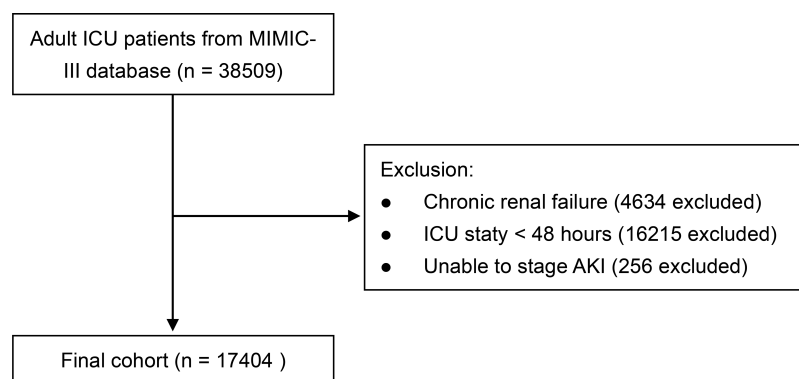 Adult ICU patients from MIMIC-
III database (n = 38509)
Exclusion:
● Chronic renal failure (4634 excluded)
● ICU staty < 48 hours (16215 excluded)
● Unable to stage AKI (256 excluded)
Final cohort (n = 17404 )